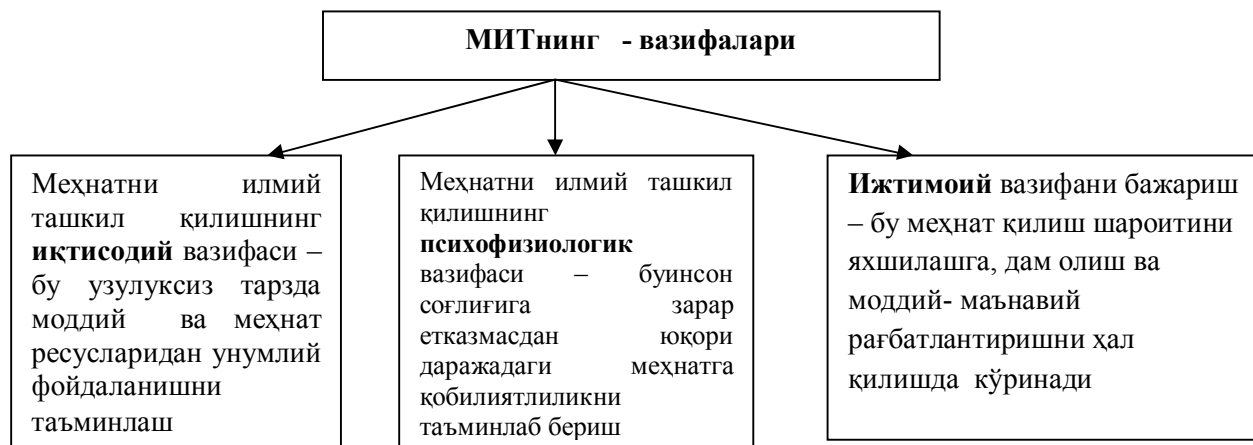 МИТнинг - вазифалари
Меҳнатни илмий
ташкил қилишнинг
иқтисодий вазифаси –
бу узулуксиз тарзда
моддий ва меҳнат
ресусларидан унумлий
фойдаланишни
таъминлаш
Меҳнатни илмий ташкил
қилишнинг
психофизиологик
вазифаси – буинсон
соғлиғига зарар
етказмасдан юқори
даражадаги меҳнатга
қобилиятлиликни
таъминлаб бериш
Ижтимоий вазифани бажариш
– бу меҳнат қилиш шароитини
яхшилашга, дам олиш ва
моддий- маънавий
рағбатлантиришни ҳал
қилишда кўринади